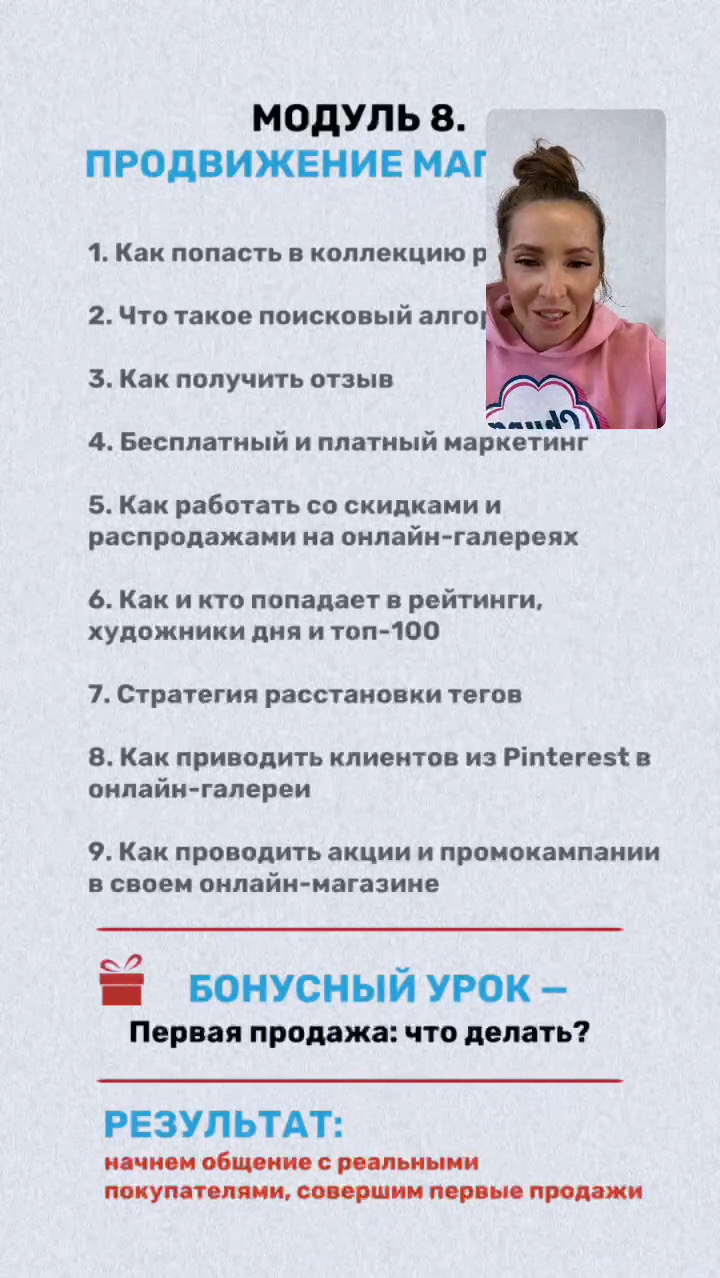 МОДУЛЬ 8.
ПРОДВИЖЕНИЕ
1. Как попасть в коллекцию
2. Что такое поисковый
3. Как получить отзыв
4. Бесплатный и платный маркетинг
5. Как работать со скидками и
распродажами на онлайн-галереях
6. Как и кто попадает в рейтинги,
художники дня и топ-100
7. Стратегия расстановки тегов
8. Как приводить клиентов из Pinterest в
онлайн-галереи
9. Как проводить акции и промокампании
в своем онлайн-магазине
БОНУСНЫЙ УРОК —
Первая продажа: что делать?
РЕЗУЛЬТАТ:
начнем общение с реальными
покупателями, совершим первые продажи